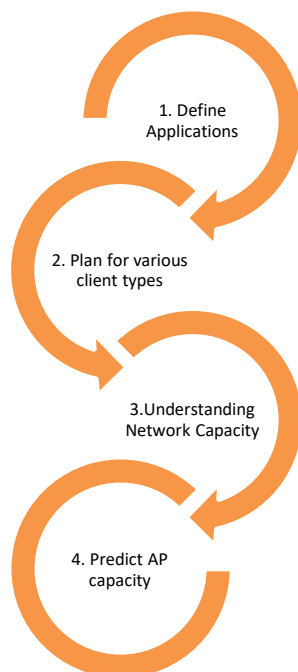 1. Define
Applications
2. Plan for various
client types
3.Understanding
Network Capacity
4. Predict AP
capacity